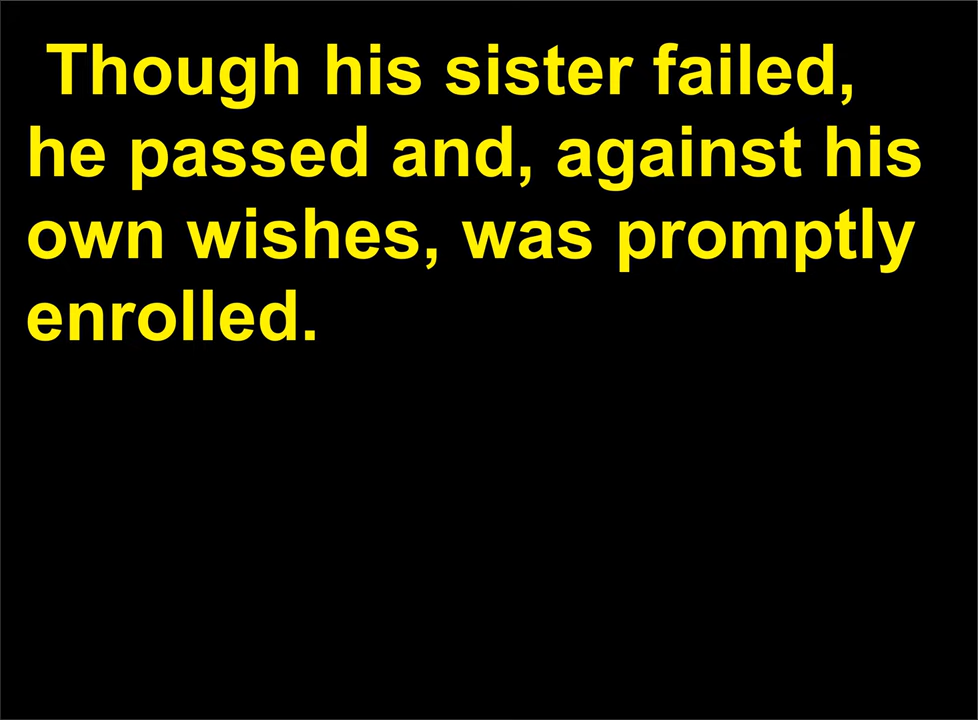 Though his sister failed,
he passed and, against his
own wishes, was promptly
enrolled.